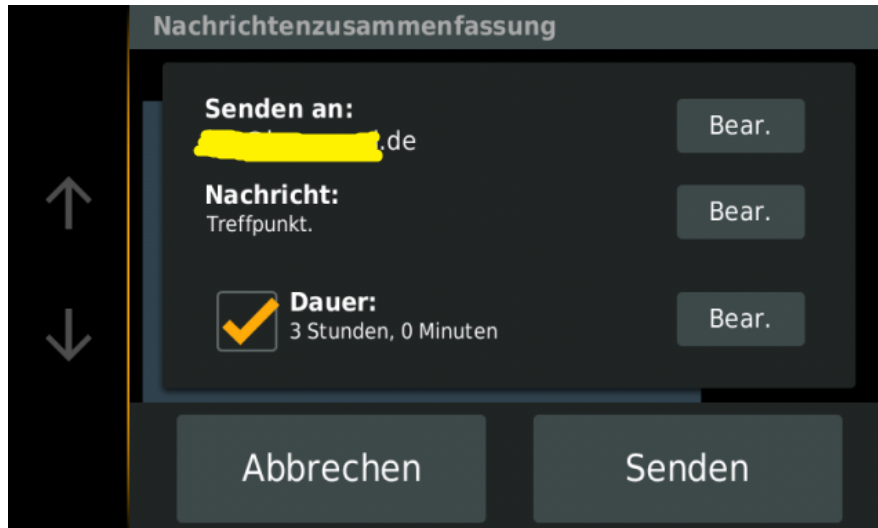 Nachrichtenzusammenfassung
Senden an:
.de
Bear.
Nachricht:
Treffpunkt.
Bear.
Dauer:
3 Stunden, 0 Minuten
Bear.
Abbrechen
Senden